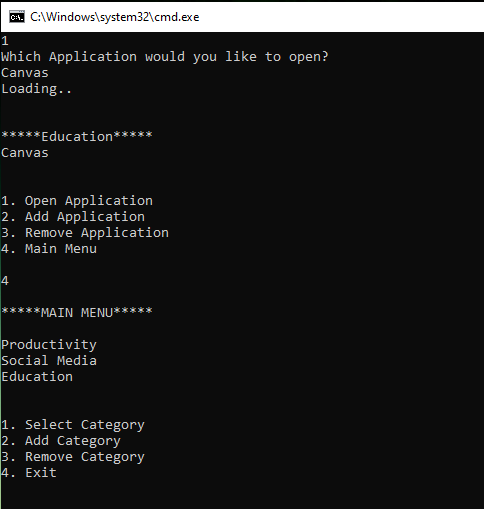 C:\Windows\system32\cmd.exe
1
Which Application would you like to open?
Canvas
Loading..
*****Education*****
Canvas
1. Open Application
2. Add Application
3. Remove Application
4. Main Menu
4
*****MAIN MENU*****
Productivity
Social Media
Education
1. Select Category
2. Add Category
3. Remove Category
4. Exit